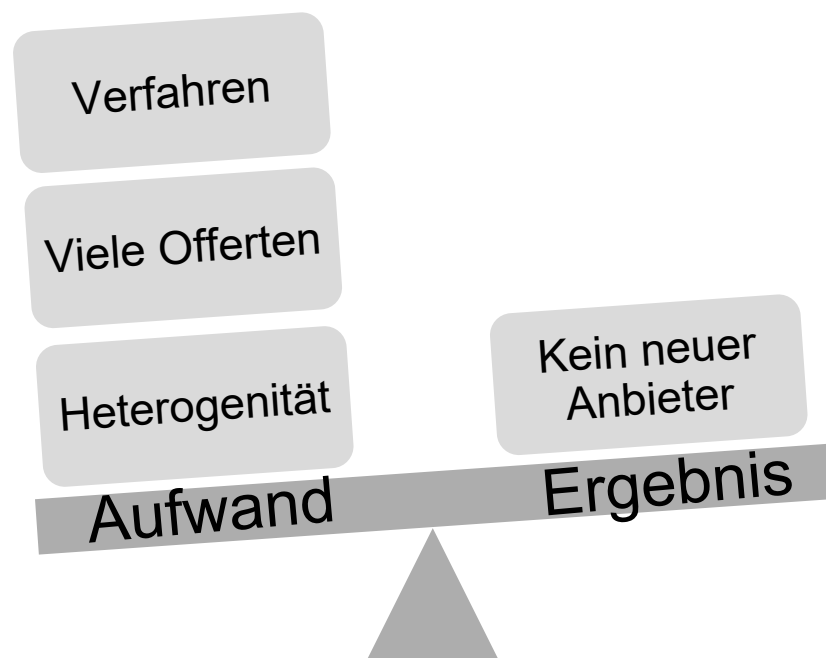 Verfahren
Viele Offerten
Heterogenität
Aufwand
Kein neuer
Anbieter
Ergebnis